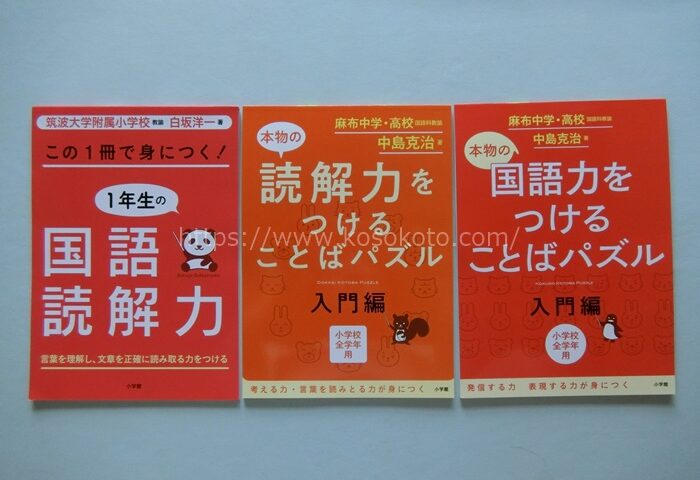 筑波大学附属小学校 教諭 白坂洋一 著
この1冊で身につく!
1年生の
国語
読解力
言葉を理解し、文章を正確に読み取る力をつける
小学館
麻布中学・高校 国語科教諭
中島克治 著
本物の
読解力を
つける
ことばパズル
DOKKAI KOTOBA PUZZLE
入門編
小学校
全学年
用
考える力・言葉を読みとる力が身につく
小学館
麻布中学・高校 国語科教諭
中島克治 著
本物の
国語力を
つける
ことばパズル
KOKUGO KOTOBA PUZZLE
入門編
小学校
全学年
用
発信する力 表現する力が身につく
小学館
https://www.kosokoto.com/